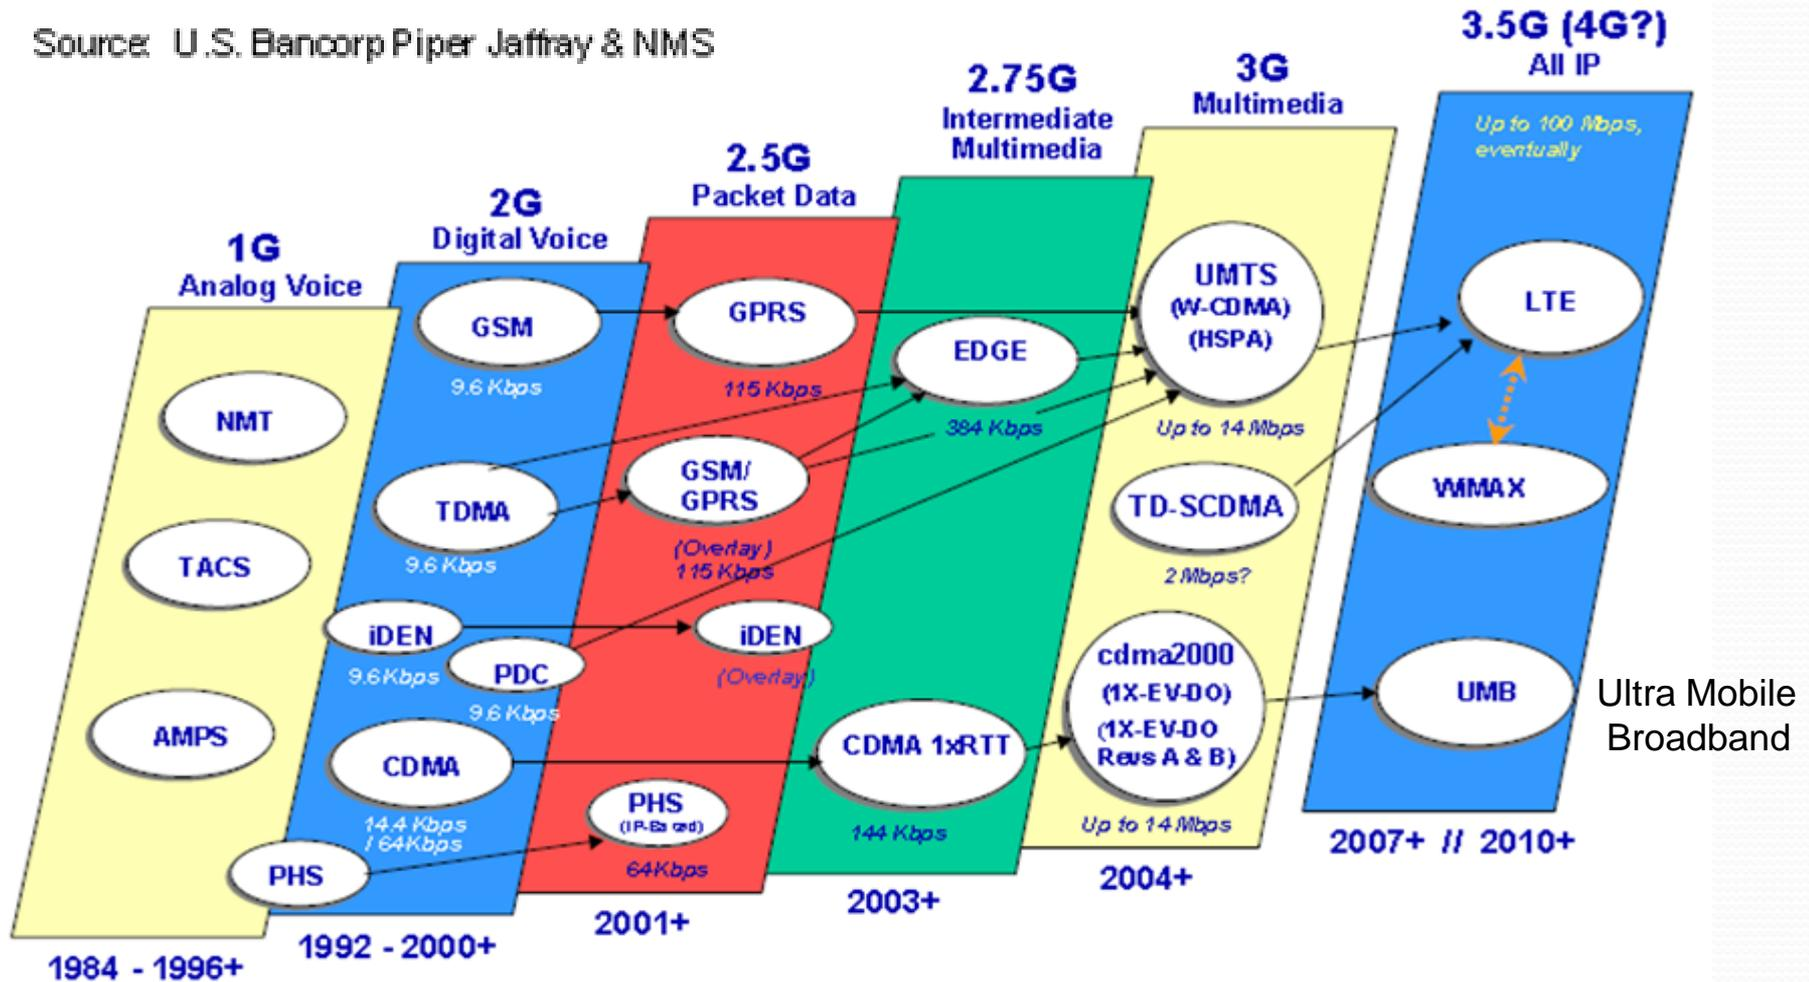 Source: U.S. Bancorp Piper Jaffray & NMS
1G
Analog Voice
NMT
TACS
AMPS
1984 - 1996+
2G
Digital Voice
GSM
9.6 Kbps
TDMA
9.6 Kbps
iDEN
9.6 Kbps
PDC
9.6 Kbps
CDMA
14.4 Kbps
/ 64Kbps
PHS
1992 - 2000+
2.5G
Packet Data
GPRS
115 Kbps
GSM/
GPRS
(Overlay)
115 Kbps
iDEN
(Overlay)
PHS
(IP-Based)
64Kbps
2001+
2.75G
Intermediate
Multimedia
EDGE
384 Kbps
CDMA 1xRTT
144 Kbps
2003+
3G
Multimedia
UMTS
(W-CDMA)
(HSPA)
Up to 14 Mbps
TD-SCDMA
2 Mbps?
cdma2000
(1X-EV-DO)
(1X-EV-DO
Revs A & B)
Up to 14 Mbps
2004+
3.5G (4G?)
All IP
Up to 100 Mbps,
eventually
LTE
WiMAX
UMB
Ultra Mobile
Broadband
2007+ // 2010+